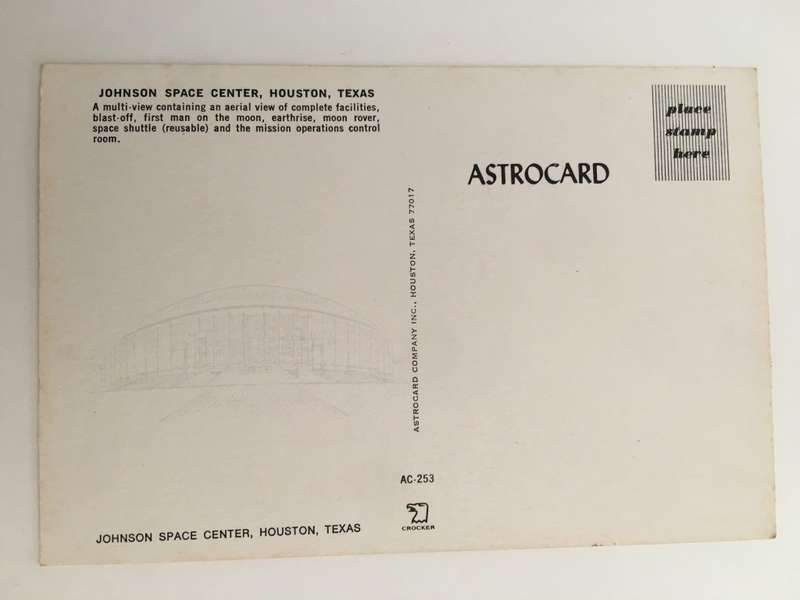 JOHNSON SPACE CENTER, HOUSTON, TEXAS
A multi-view containing an aerial view of complete facilities,
blast-off, first man on the moon, earthrise, moon rover,
space shuttle (reusable) and the mission operations control
room.
place
stamp
here
ASTROCARD
ASTROCARD COMPANY INC., HOUSTON, TEXAS 77017
AC-253
CROCKER
JOHNSON SPACE CENTER, HOUSTON, TEXAS